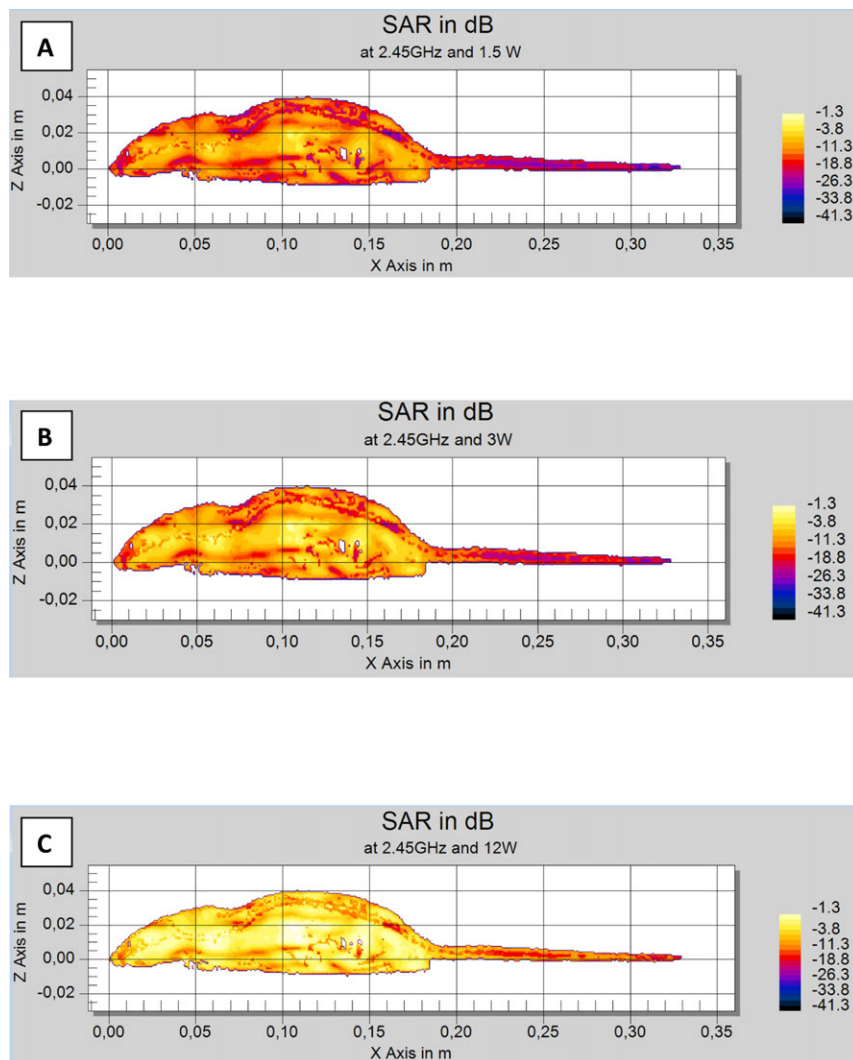 A
SAR in dB
at 2.45GHz and 1.5 W
Z Axis in m
0,04
0,02
0,00
-0,02
0,00 0,05 0,10 0,15 0,20 0,25 0,30 0,35
X Axis in m
-1.3
-3.8
-11.3
-18.8
-26.3
-33.8
-41.3
B
SAR in dB
at 2.45GHz and 3W
Z Axis in m
0,04
0,02
0,00
-0,02
0,00 0,05 0,10 0,15 0,20 0,25 0,30 0,35
X Axis in m
-1.3
-3.8
-11.3
-18.8
-26.3
-33.8
-41.3
C
SAR in dB
at 2.45GHz and 12W
Z Axis in m
0,04
0,02
0,00
-0,02
0,00 0,05 0,10 0,15 0,20 0,25 0,30 0,35
X Axis in m
-1.3
-3.8
-11.3
-18.8
-26.3
-33.8
-41.3